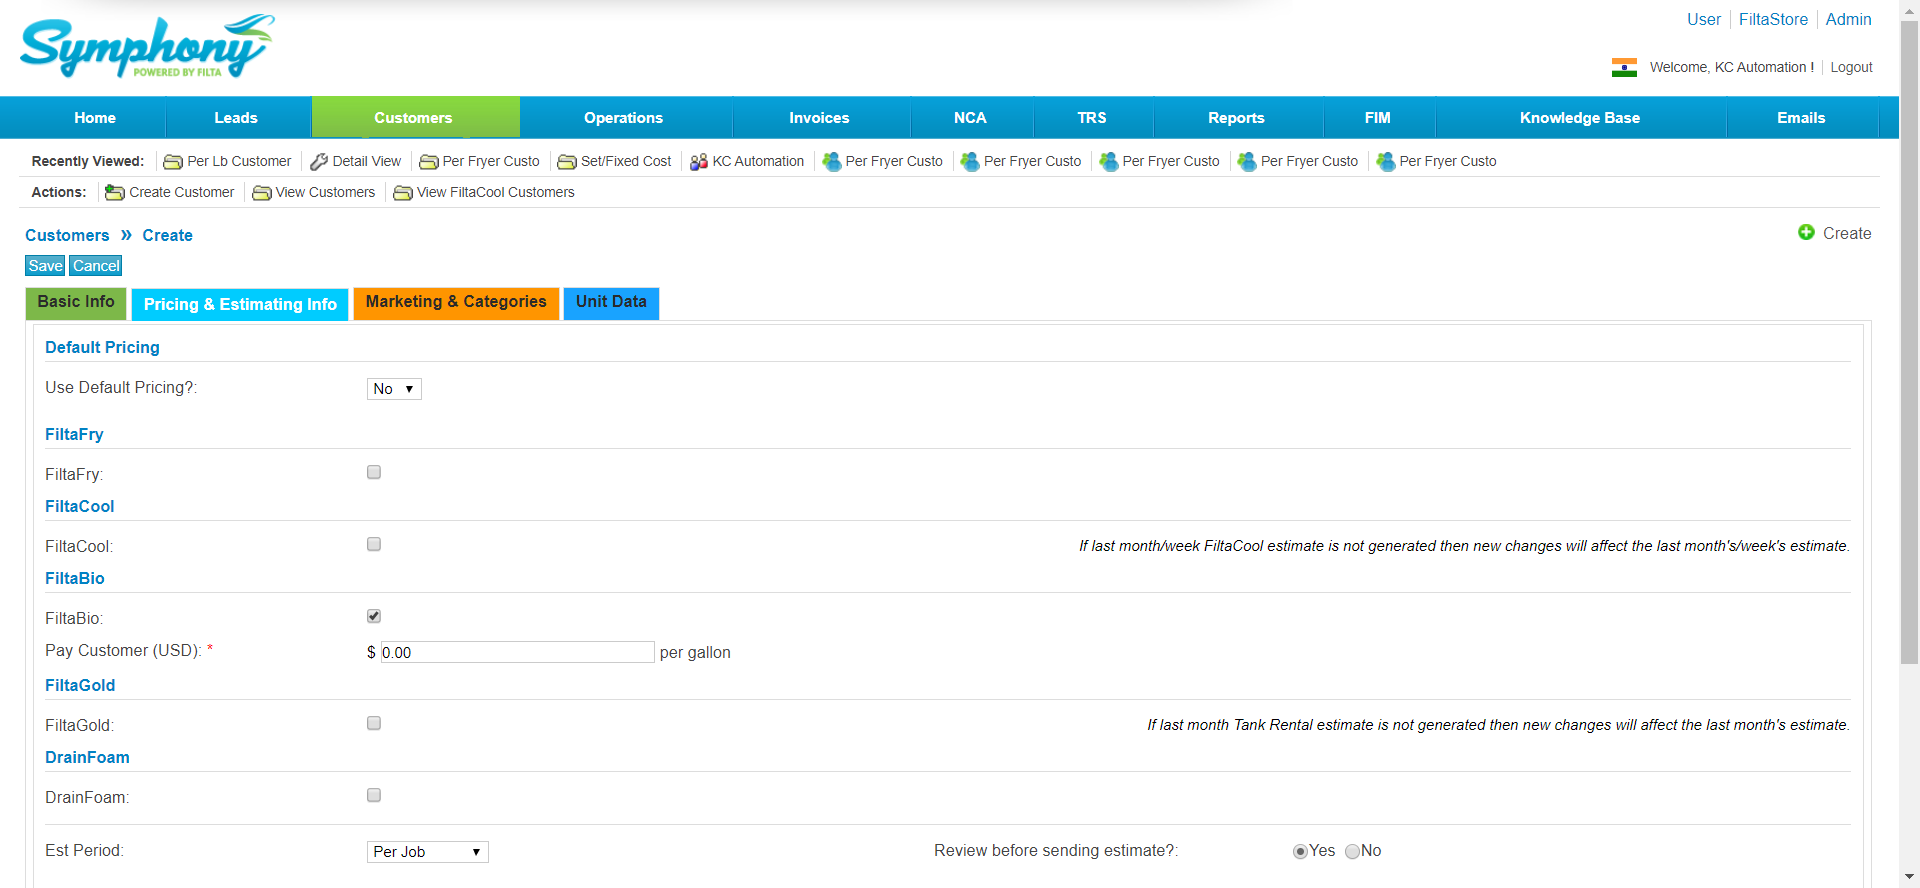 Symphony
POWERED BY FILTA
User FiltaStore Admin
Welcome, KC Automation ! Logout
Home Leads Customers Operations Invoices NCA TRS Reports FIM Knowledge Base Emails
Recently Viewed: Per Lb Customer Detail View Per Fryer Custo Set/Fixed Cost KC Automation Per Fryer Custo Per Fryer Custo Per Fryer Custo Per Fryer Custo Per Fryer Custo
Actions: Create Customer View Customers View FiltaCool Customers
Customers » Create
Create
Save Cancel
Basic Info Pricing & Estimating Info Marketing & Categories Unit Data
Default Pricing
Use Default Pricing?: No
FiltaFry
FiltaFry:
FiltaCool
FiltaCool: If last month/week FiltaCool estimate is not generated then new changes will affect the last month's/week's estimate.
FiltaBio
FiltaBio:
Pay Customer (USD): * $ 0.00 per gallon
FiltaGold
FiltaGold: If last month Tank Rental estimate is not generated then new changes will affect the last month's estimate.
DrainFoam
DrainFoam:
Est Period: Per Job Review before sending estimate?: Yes No